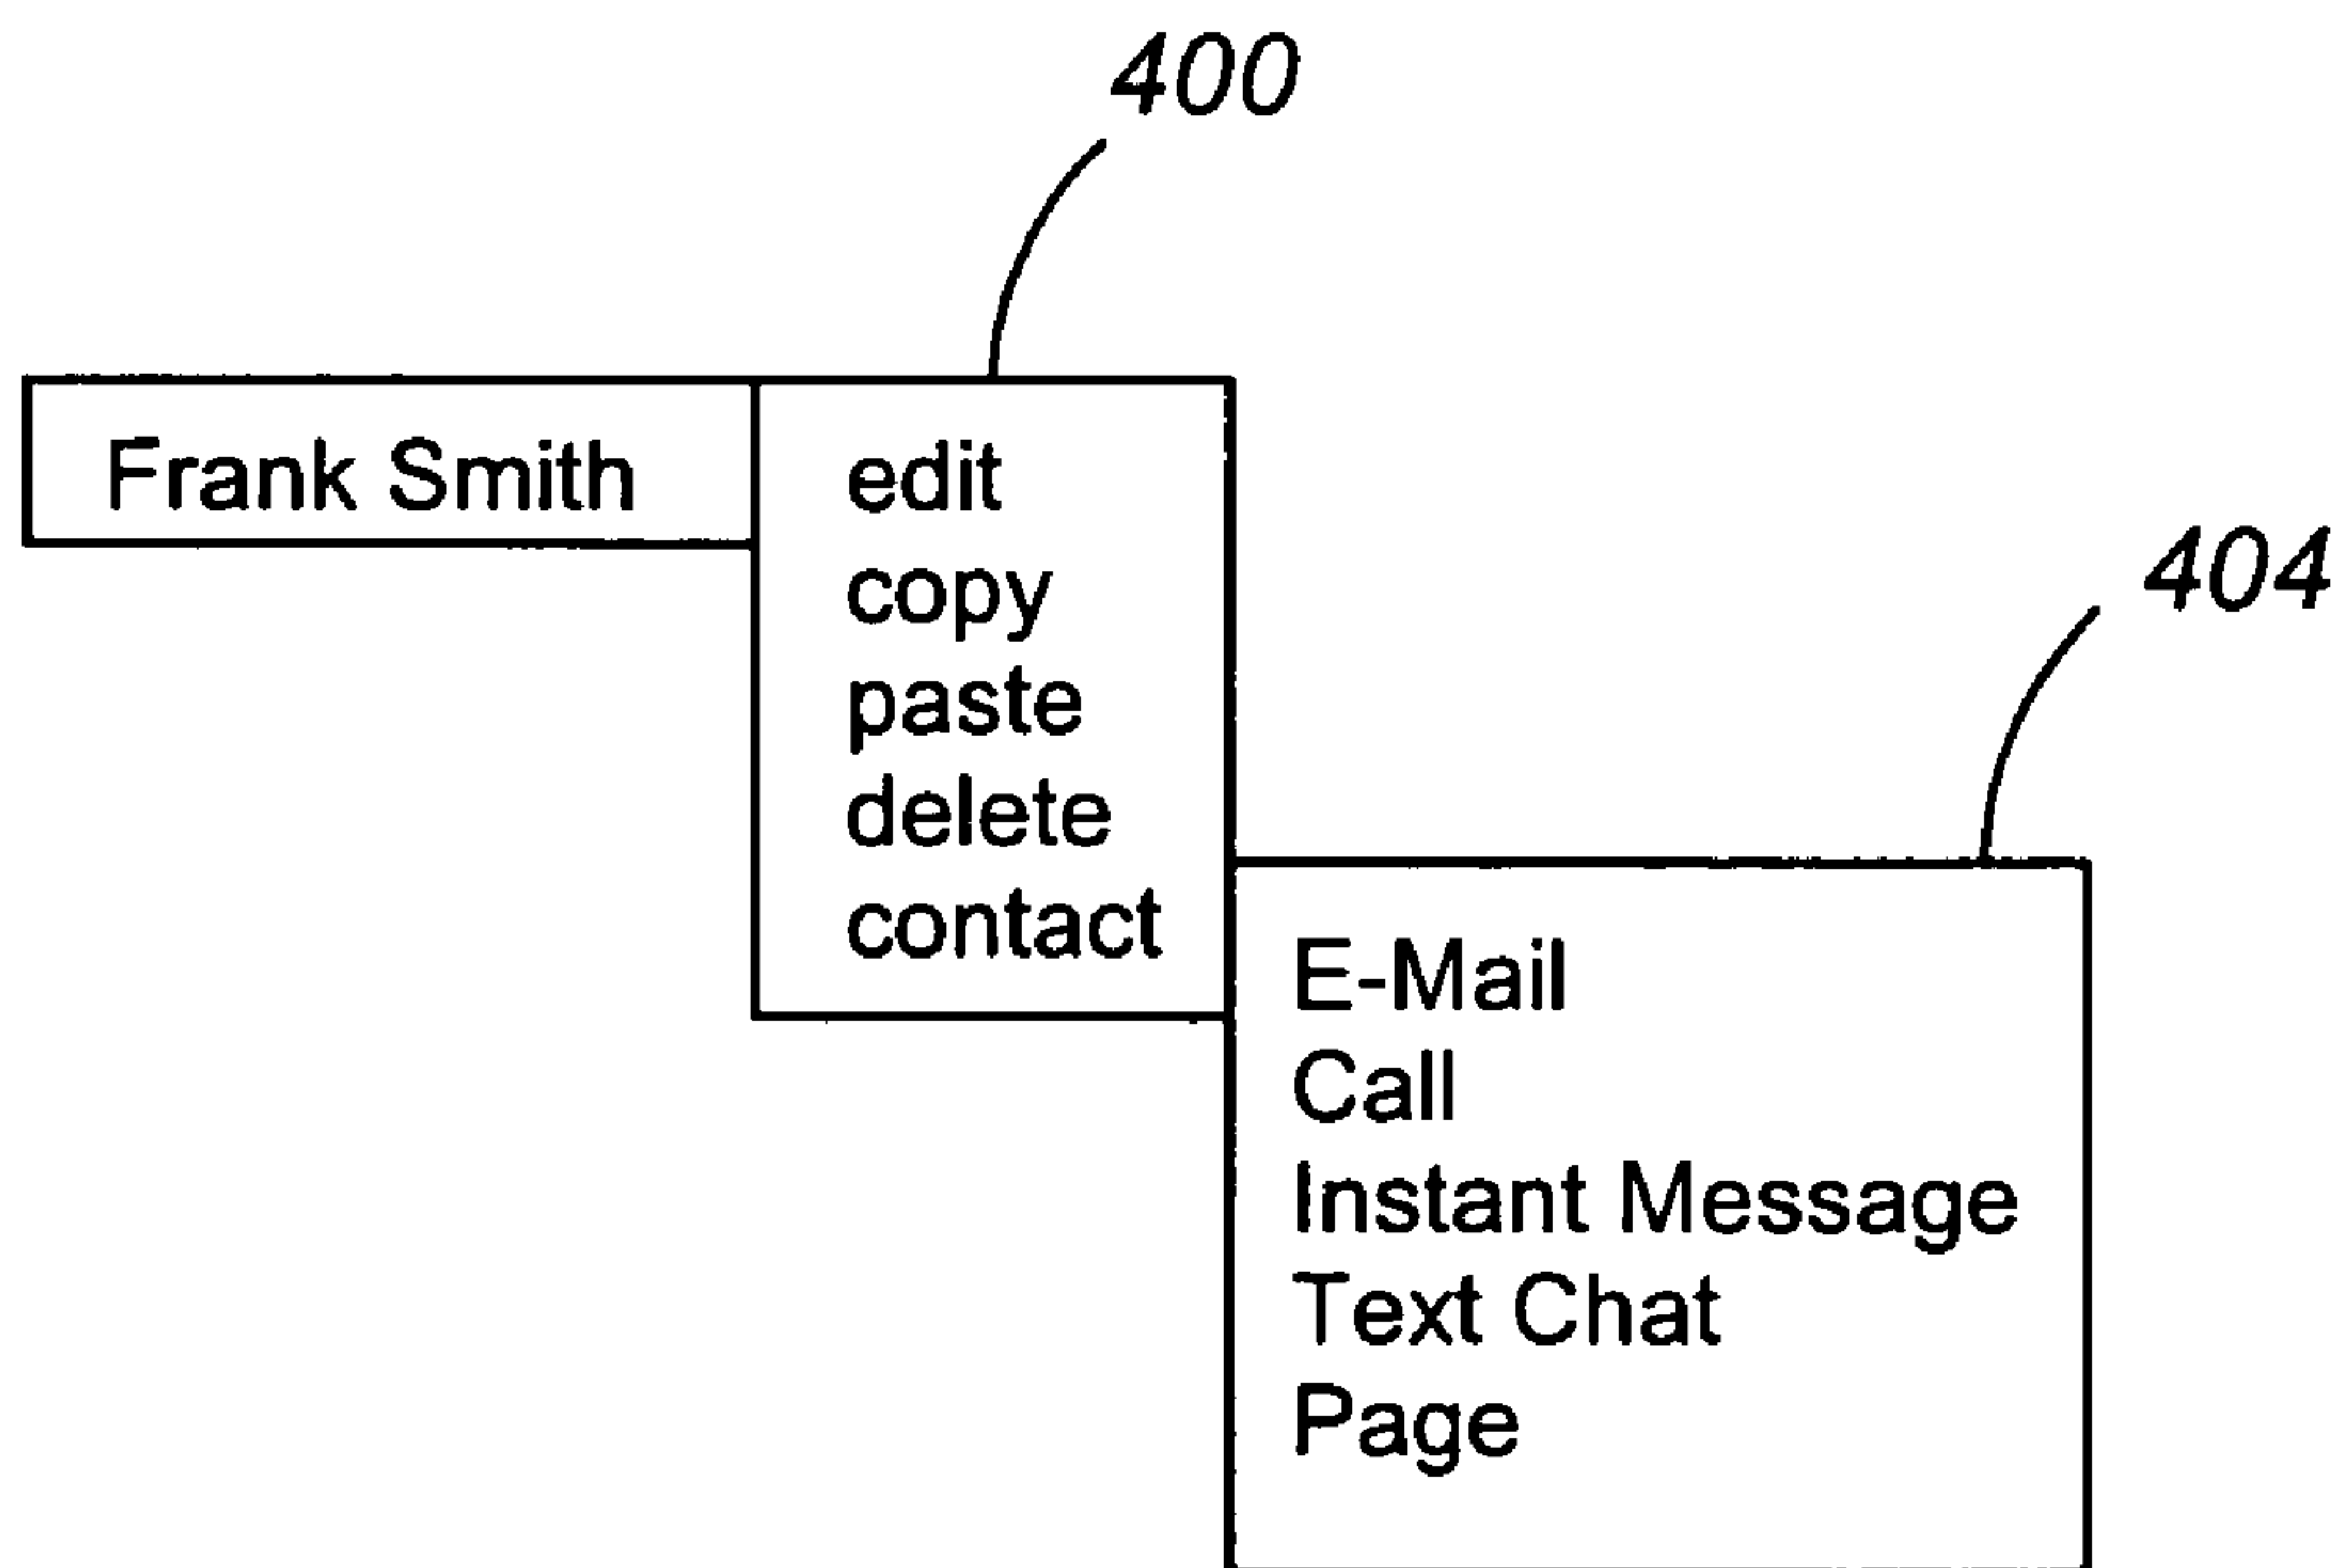 400
Frank Smith
edit
copy
paste
delete
contact
404
E-Mail
Call
Instant Message
Text Chat
Page